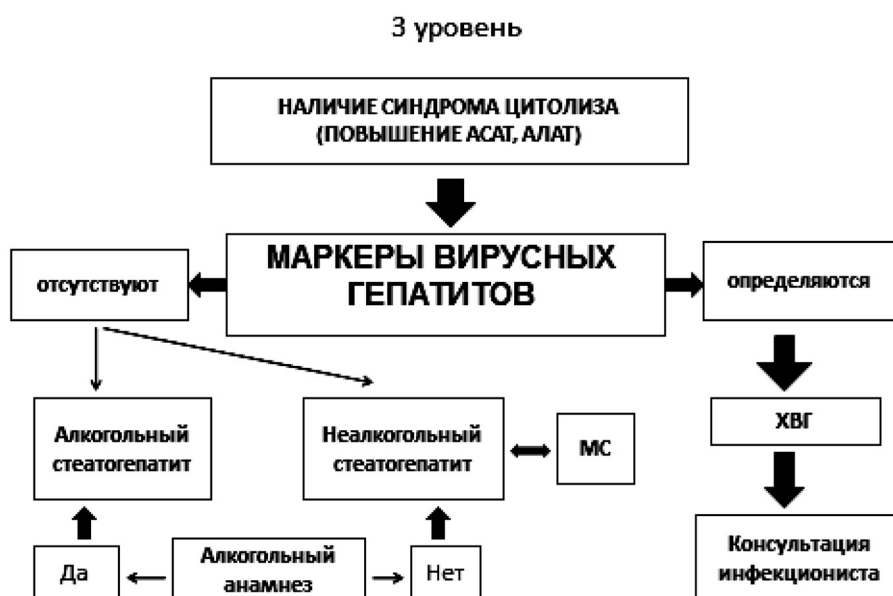 3 уровень
НАЛИЧИЕ СИНДРОМА ЦИТОЛИЗА
(ПОВЫШЕНИЕ АСАТ, АЛАТ)
МАРКЕРЫ ВИРУСНЫХ
ГЕПАТИТОВ
отсутствуют
определяются
Алкогольный
стеатогепатит
Неалкогольный
стеатогепатит
МС
ХВГ
Да
Алкогольный
анамнез
Нет
Консультация
инфекциониста